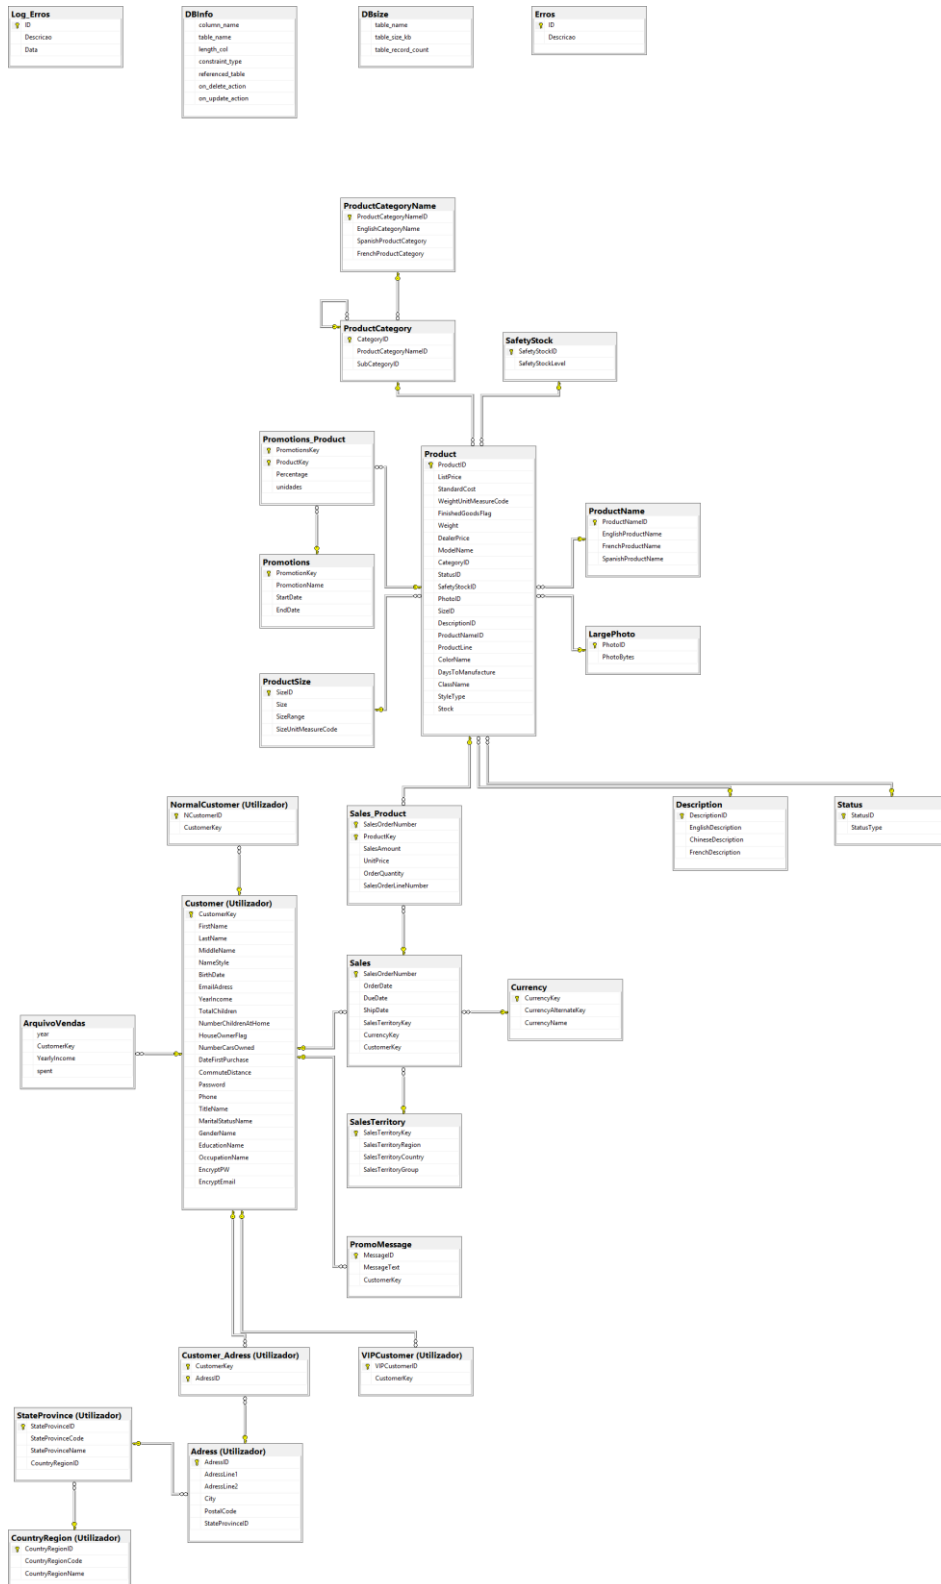 Log_Erros
ID
Descricao
Data
DBInfo
column_name
table_name
length_col
constraint_type
referenced_table
on_delete_action
on_update_action
DBsize
table_name
table_size_kb
table_record_count
Erros
ID
Descricao
ProductCategoryName
ProductCategoryNameID
EnglishCategoryName
SpanishProductCategory
FrenchProductCategory
ProductCategory
CategoryID
ProductCategoryNameID
SubCategoryID
SafetyStock
SafetyStockID
SafetyStockLevel
Promotions_Product
PromotionsKey
ProductKey
Percentage
unidades
Product
ProductID
ListPrice
StandardCost
WeightUnitMeasureCode
FinishedGoodsFlag
Weight
DealerPrice
ModelName
CategoryID
StatusID
SafetyStockID
PhotoID
SizeID
DescriptionID
ProductNameID
ProductLine
ColorName
DaysToManufacture
ClassName
StyleType
Stock
ProductName
ProductNameID
EnglishProductName
FrenchProductName
SpanishProductName
Promotions
PromotionKey
PromotionName
StartDate
EndDate
LargePhoto
PhotoID
PhotoBytes
ProductSize
SizeID
Size
SizeRange
SizeUnitMeasureCode
NormalCustomer (Utilizador)
NCustomerID
CustomerKey
Sales_Product
SalesOrderNumber
ProductKey
SalesAmount
UnitPrice
OrderQuantity
SalesOrderLineNumber
Description
DescriptionID
EnglishDescription
ChineseDescription
FrenchDescription
Status
StatusID
StatusType
Customer (Utilizador)
CustomerKey
FirstName
LastName
MiddleName
NameStyle
BirthDate
EmailAdress
YearIncome
TotalChildren
NumberChildrenAtHome
HouseOwnerFlag
NumberCarsOwned
DateFirstPurchase
CommuteDistance
Password
Phone
TitleName
MaritalStatusName
GenderName
EducationName
OccupationName
EncryptPW
EncryptEmail
Sales
SalesOrderNumber
OrderDate
DueDate
ShipDate
SalesTerritoryKey
CurrencyKey
CustomerKey
Currency
CurrencyKey
CurrencyAlternateKey
CurrencyName
ArquivoVendas
year
CustomerKey
YearlyIncome
spent
SalesTerritory
SalesTerritoryKey
SalesTerritoryRegion
SalesTerritoryCountry
SalesTerritoryGroup
PromoMessage
MessageID
MessageText
CustomerKey
Customer_Adress (Utilizador)
CustomerKey
AdressID
VIPCustomer (Utilizador)
VIPCustomerID
CustomerKey
StateProvince (Utilizador)
StateProvinceID
StateProvinceCode
StateProvinceName
CountryRegionID
Adress (Utilizador)
AdressID
AdressLine1
AdressLine2
City
PostalCode
StateProvinceID
CountryRegion (Utilizador)
CountryRegionID
CountryRegionCode
CountryRegionName